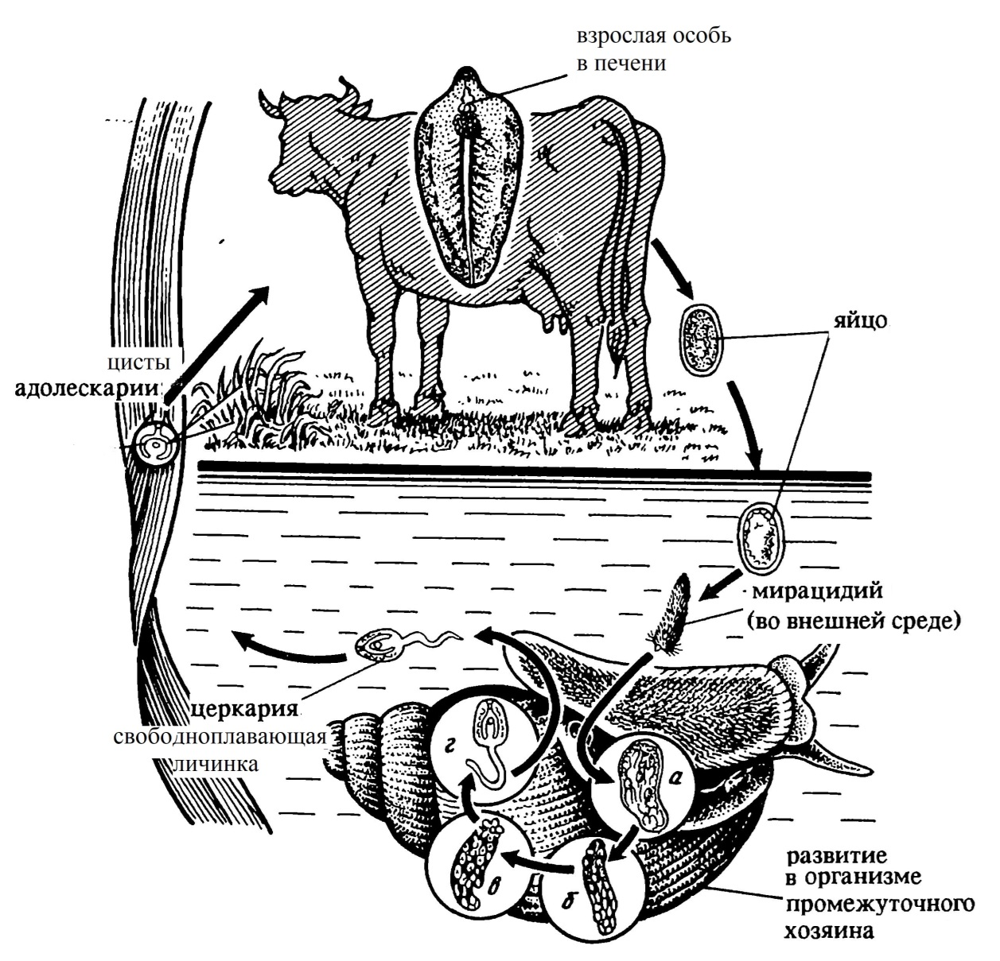 взрослая особь
в печени
яйцо
цисты
адолескарии
мирацидий
(во внешней среде)
церкария
свободноплавающая
личинка
г
а
в
б
развитие
в организме
промежуточного
хозяина